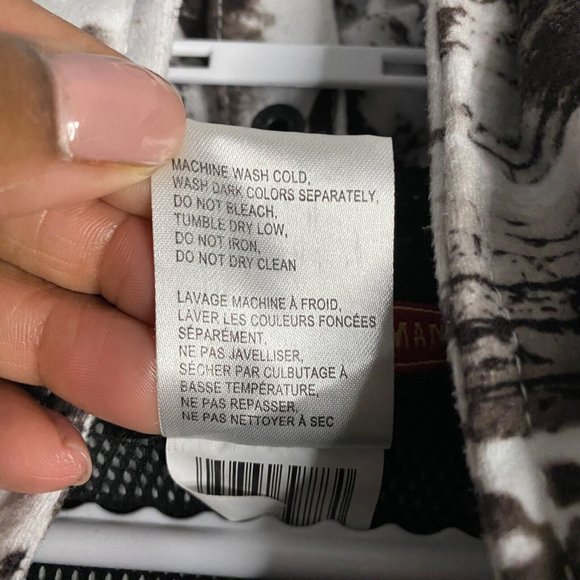 MACHINE WASH COLD,
WASH DARK COLORS SEPARATELY,
DO NOT BLEACH,
TUMBLE DRY LOW,
DO NOT IRON,
DO NOT DRY CLEAN
LAVAGE MACHINE À FROID,
LAVER LES COULEURS FONCÉES
SÉPARÉMENT,
NE PAS JAVELLISER,
SÉCHER PAR CULBUTAGE À
BASSE TEMPÉRATURE,
NE PAS REPASSER,
NE PAS NETTOYER À SEC
MAN